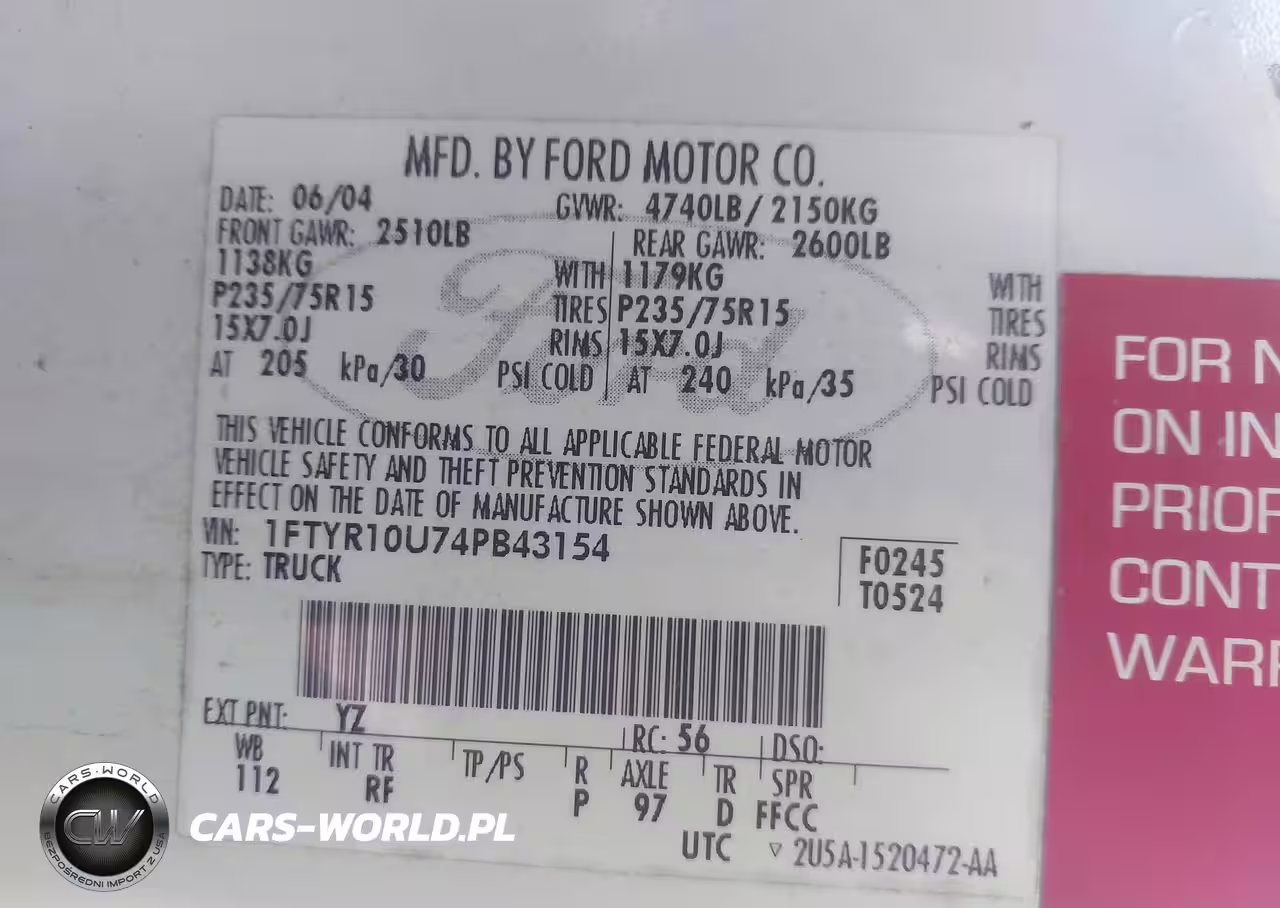 MFD. BY FORD MOTOR CO.
DATE: 06/04 GVWR: 4740LB/ 2150KG
FRONT GAWR: 2510LB REAR GAWR: 2600LB
1138KG WITH 1179KG WITH
P235/75R15 TIRES P235/75R15 TIRES
15X7.0J RIMS 15X7.0J RIMS
AT 205 kPa/30 PSI COLD AT 240 kPa/35 PSI COLD
Ford
THIS VEHICLE CONFORMS TO ALL APPLICABLE FEDERAL MOTOR
VEHICLE SAFETY AND THEFT PREVENTION STANDARDS IN
EFFECT ON THE DATE OF MANUFACTURE SHOWN ABOVE.
VIN: 1FTYR10U74PB43154
TYPE: TRUCK
F0245
T0524
EXT PNT: YZ RC: 56 DSO:
WB INT TR TP/PS R AXLE TR SPR
112 RF P 97 D FFCC
UTC ▽ 2U5A-1520472-AA
FOR N
ON IN
PRIOR
CONT
WARR
CARS-WORLD
CW
BEZPOŚREDNI IMPORT Z USA
CARS-WORLD.PL